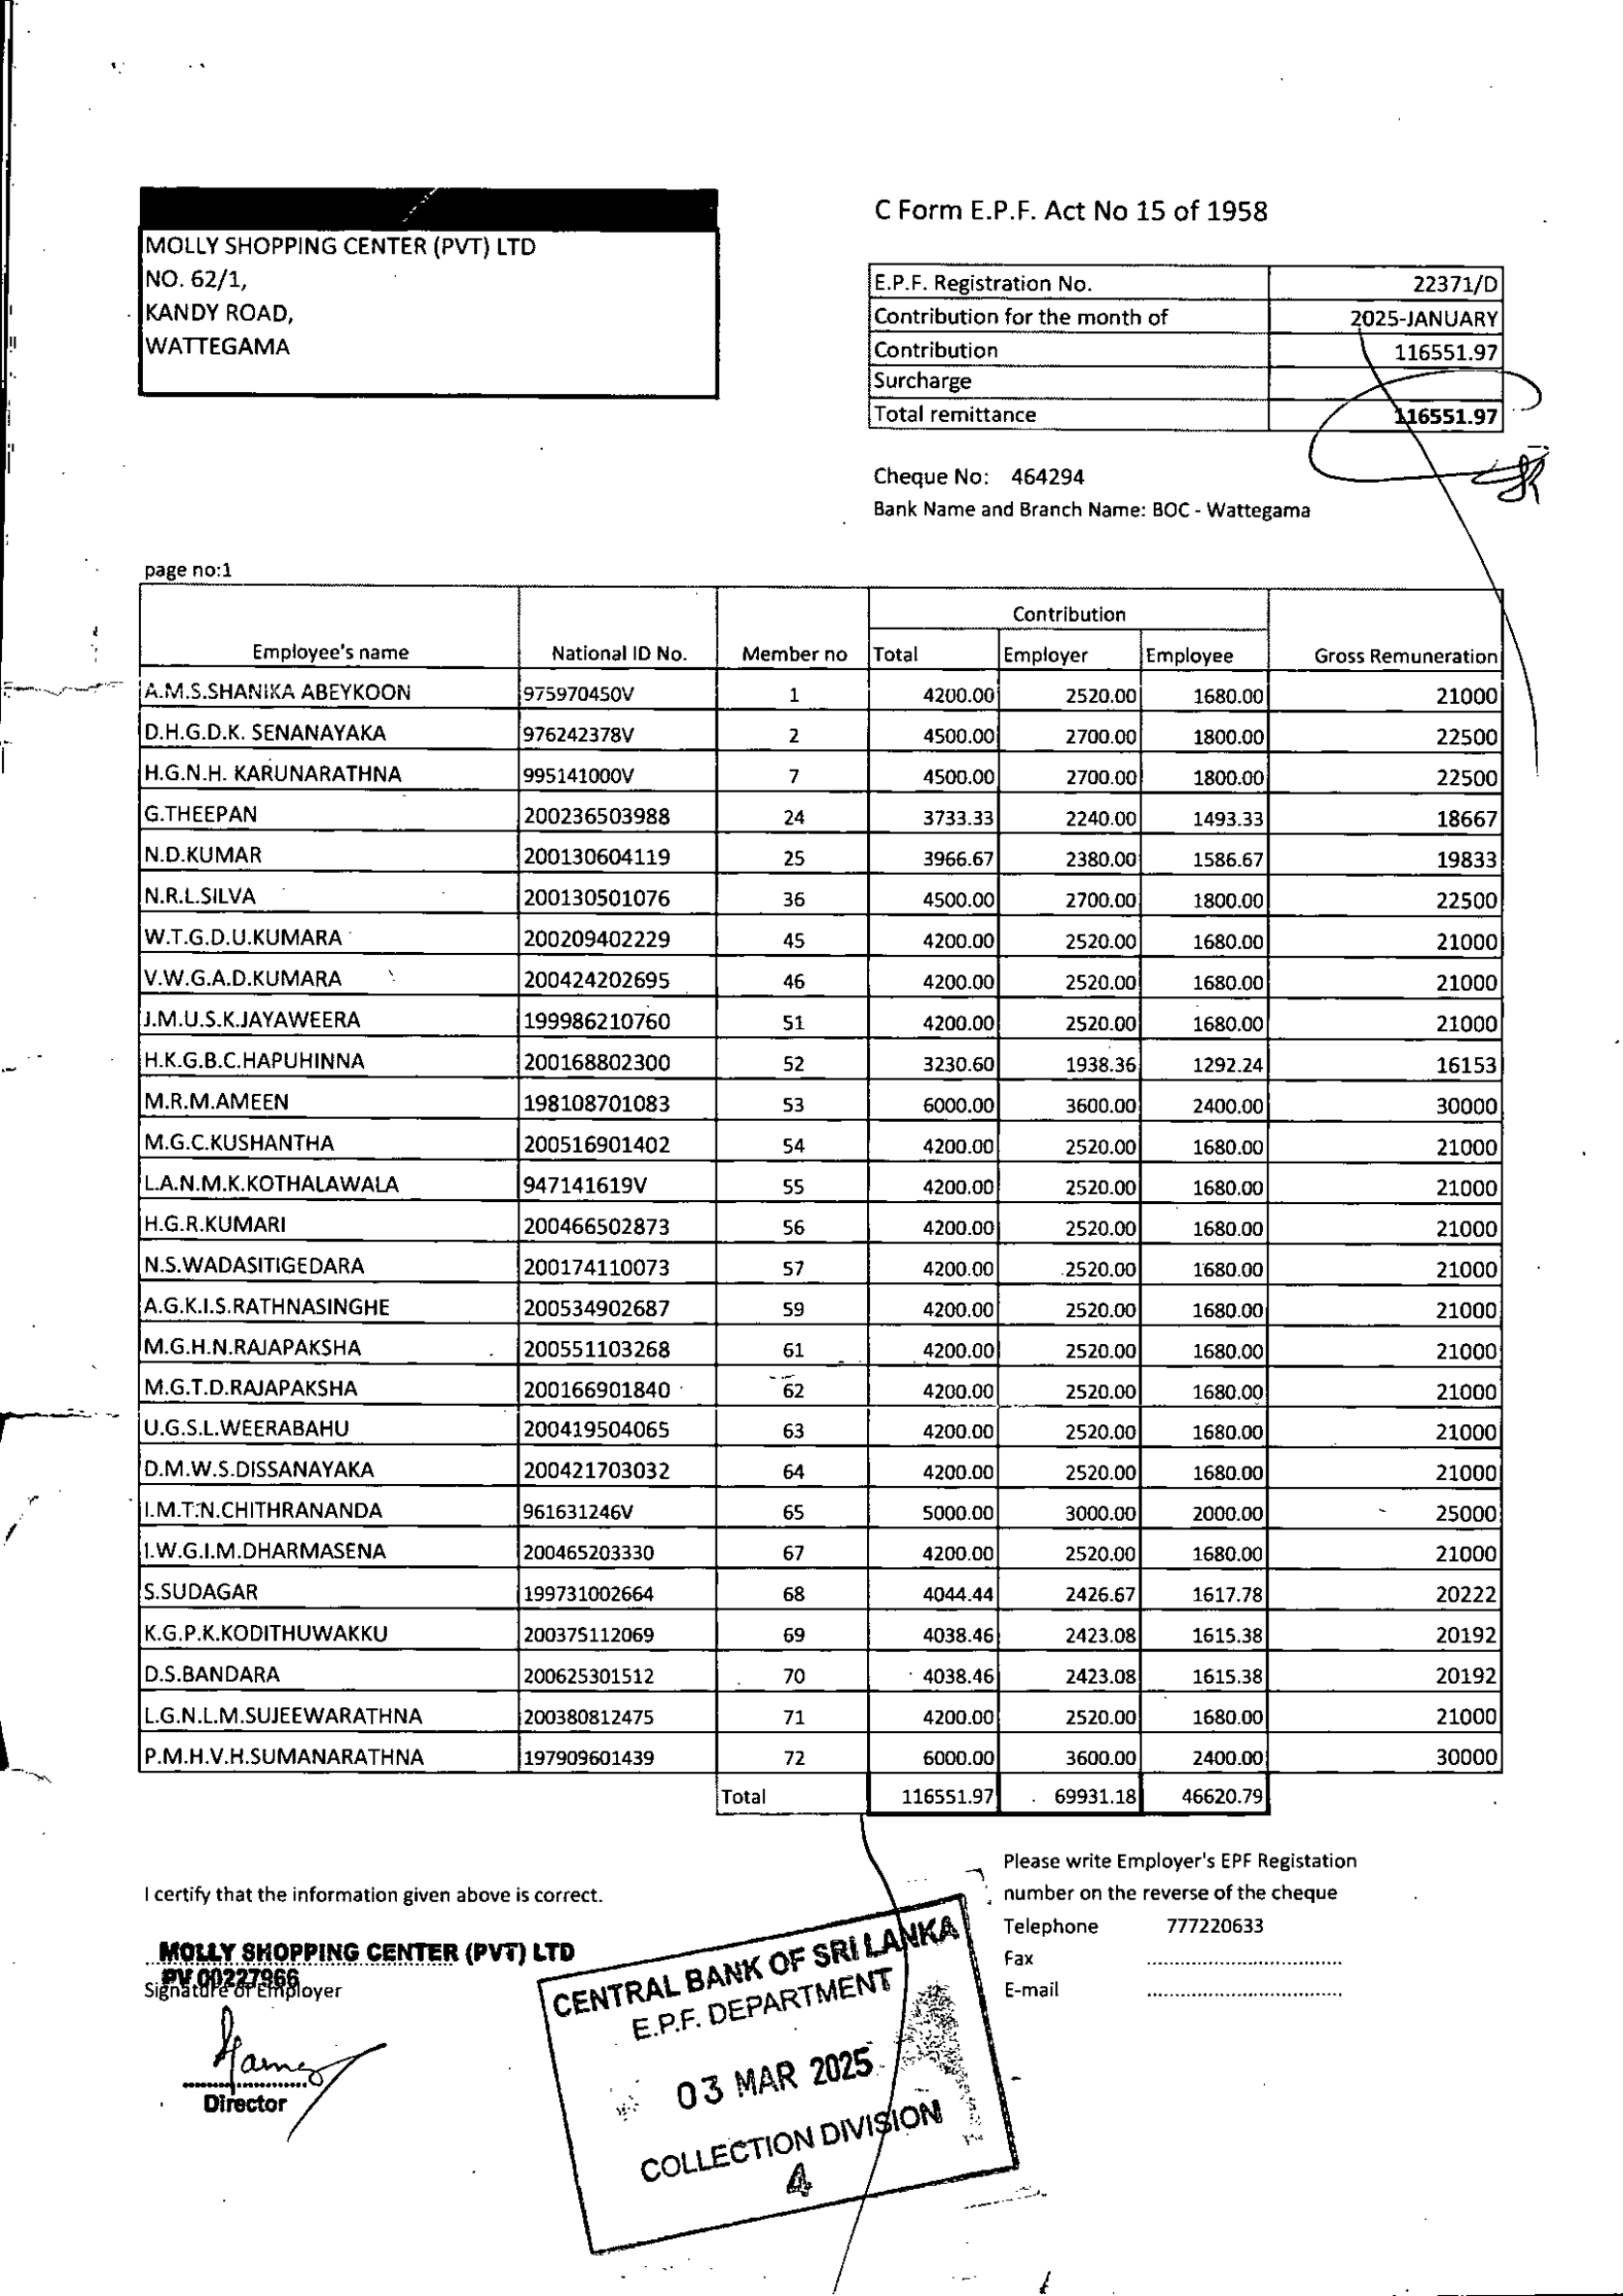 C Form E.P.F. Act No 15 of 1958
MOLLY SHOPPING CENTER (PVT) LTD
NO. 62/1,
KANDY ROAD,
WATTEGAMA
E.P.F. Registration No. 22371/D
Contribution for the month of 2025-JANUARY
Contribution 116551.97
Surcharge
Total remittance 116551.97
Cheque No: 464294
Bank Name and Branch Name: BOC - Wattegama
page no:1
Contribution
Employee's name National ID No. Member no Total Employer Employee Gross Remuneration
A.M.S.SHANIKA ABEYKOON 975970450V 1 4200.00 2520.00 1680.00 21000
D.H.G.D.K. SENANAYAKA 976242378V 2 4500.00 2700.00 1800.00 22500
H.G.N.H. KARUNARATHNA 995141000V 7 4500.00 2700.00 1800.00 22500
G.THEEPAN 200236503988 24 3733.33 2240.00 1493.33 18667
N.D.KUMAR 200130604119 25 3966.67 2380.00 1586.67 19833
N.R.L.SILVA 200130501076 36 4500.00 2700.00 1800.00 22500
W.T.G.D.U.KUMARA 200209402229 45 4200.00 2520.00 1680.00 21000
V.W.G.A.D.KUMARA 200424202695 46 4200.00 2520.00 1680.00 21000
J.M.U.S.K.JAYAWEERA 199986210760 51 4200.00 2520.00 1680.00 21000
H.K.G.B.C.HAPUHINNA 200168802300 52 3230.60 1938.36 1292.24 16153
M.R.M.AMEEN 198108701083 53 6000.00 3600.00 2400.00 30000
M.G.C.KUSHANTHA 200516901402 54 4200.00 2520.00 1680.00 21000
L.A.N.M.K.KOTHALAWALA 947141619V 55 4200.00 2520.00 1680.00 21000
H.G.R.KUMARI 200466502873 56 4200.00 2520.00 1680.00 21000
N.S.WADASITIGEDARA 200174110073 57 4200.00 2520.00 1680.00 21000
A.G.K.I.S.RATHNASINGHE 200534902687 59 4200.00 2520.00 1680.00 21000
M.G.H.N.RAJAPAKSHA 200551103268 61 4200.00 2520.00 1680.00 21000
M.G.T.D.RAJAPAKSHA 200166901840 62 4200.00 2520.00 1680.00 21000
U.G.S.L.WEERABAHU 200419504065 63 4200.00 2520.00 1680.00 21000
D.M.W.S.DISSANAYAKA 200421703032 64 4200.00 2520.00 1680.00 21000
I.M.T.N.CHITHRANANDA 961631246V 65 5000.00 3000.00 2000.00 25000
I.W.G.I.M.DHARMASENA 200465203330 67 4200.00 2520.00 1680.00 21000
S.SUDAGAR 199731002664 68 4044.44 2426.67 1617.78 20222
K.G.P.K.KODITHUWAKKU 200375112069 69 4038.46 2423.08 1615.38 20192
D.S.BANDARA 200625301512 70 4038.46 2423.08 1615.38 20192
L.G.N.L.M.SUJEEWARATHNA 200380812475 71 4200.00 2520.00 1680.00 21000
P.M.H.V.H.SUMANARATHNA 197909601439 72 6000.00 3600.00 2400.00 30000
Total 116551.97 69931.18 46620.79
I certify that the information given above is correct.
Please write Employer's EPF Registation
number on the reverse of the cheque
Telephone 777220633
Fax
E-mail
MOLLY SHOPPING CENTER (PVT) LTD
PV 00227966
Signature of Employer
Director
CENTRAL BANK OF SRI LANKA
E.P.F. DEPARTMENT
03 MAR 2025
COLLECTION DIVISION
4